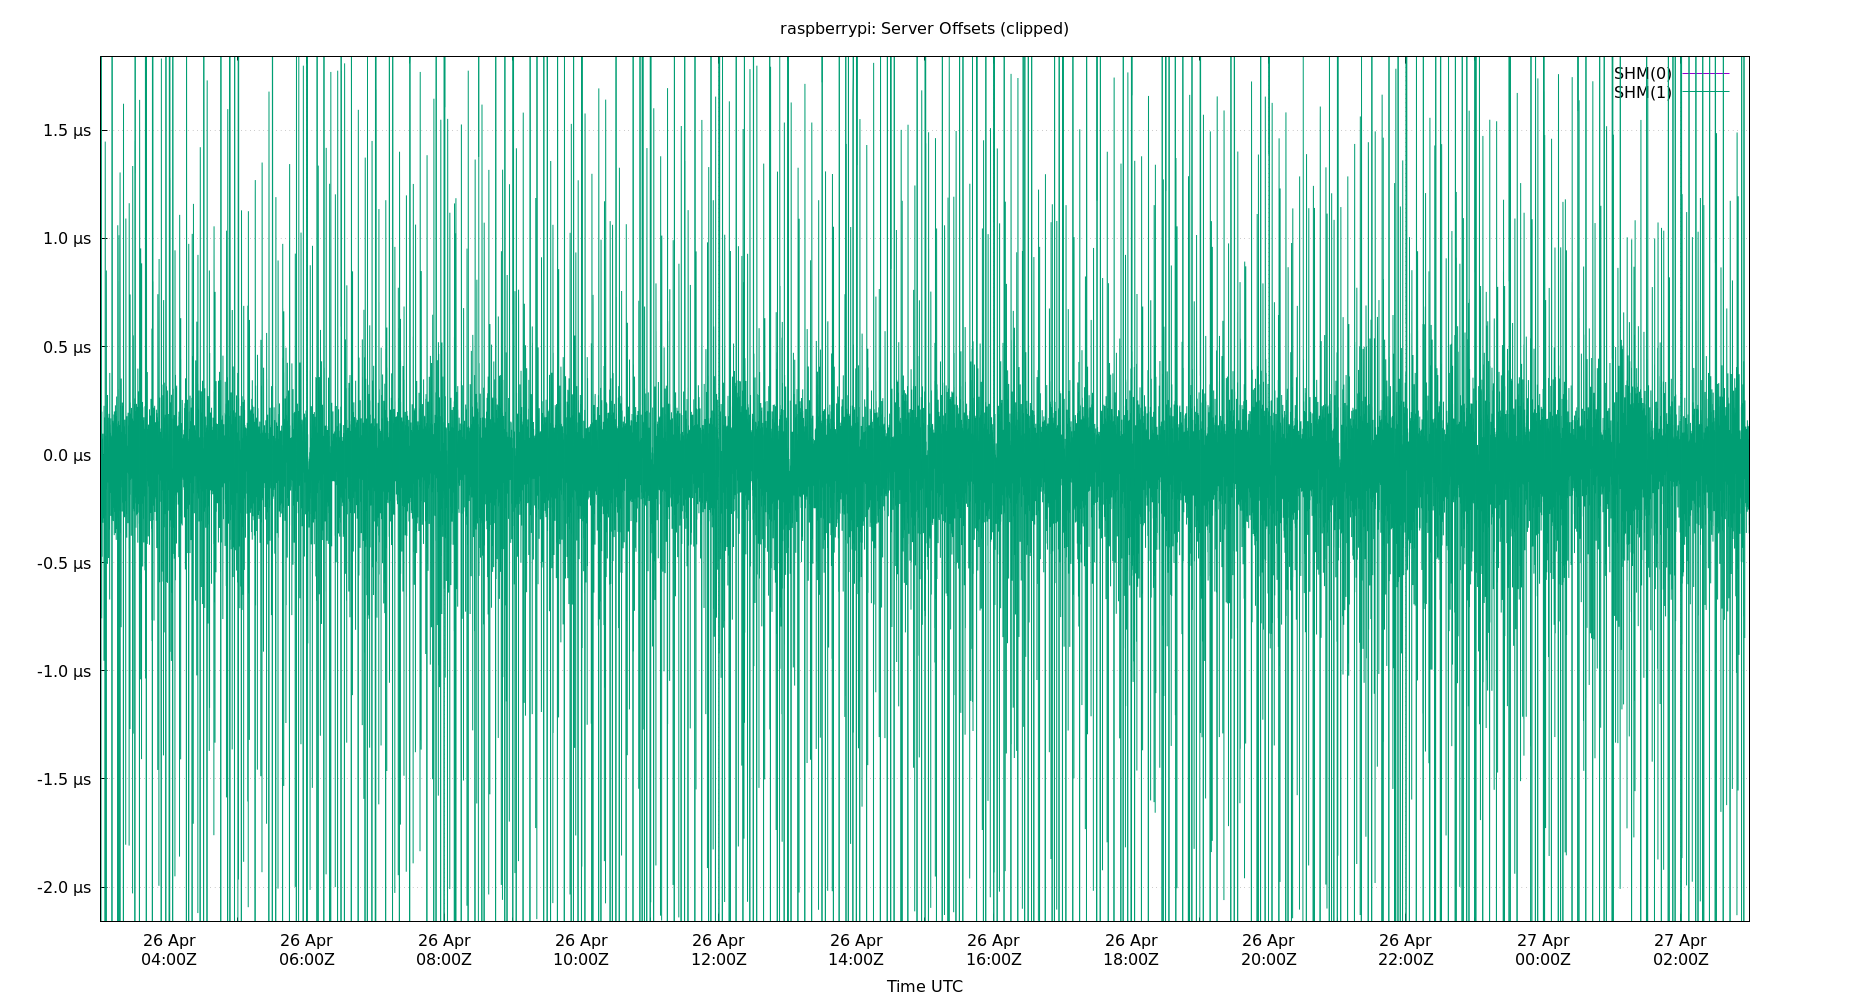 raspberrypi: Server Offsets (clipped)
SHM(0)
SHM(1)
1.5 µs
1.0 µs
0.5 µs
0.0 µs
-0.5 µs
-1.0 µs
-1.5 µs
-2.0 µs
26 Apr 26 Apr 26 Apr 26 Apr 26 Apr 26 Apr 26 Apr 26 Apr 26 Apr 26 Apr 27 Apr 27 Apr
04:00Z 06:00Z 08:00Z 10:00Z 12:00Z 14:00Z 16:00Z 18:00Z 20:00Z 22:00Z 00:00Z 02:00Z
Time UTC